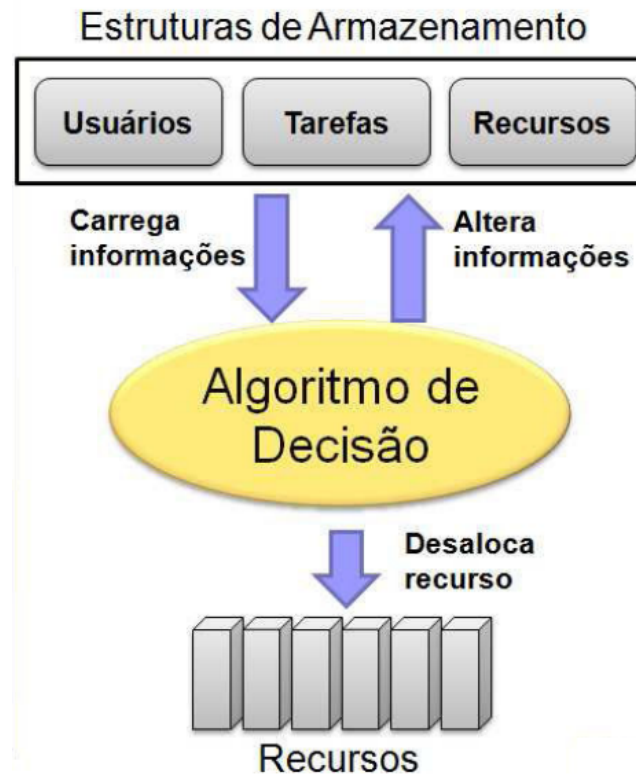 Estruturas de Armazenamento
Usuários
Tarefas
Recursos
Carrega
informações
Altera
informações
Algoritmo de
Decisão
Desaloca
recurso
Recursos